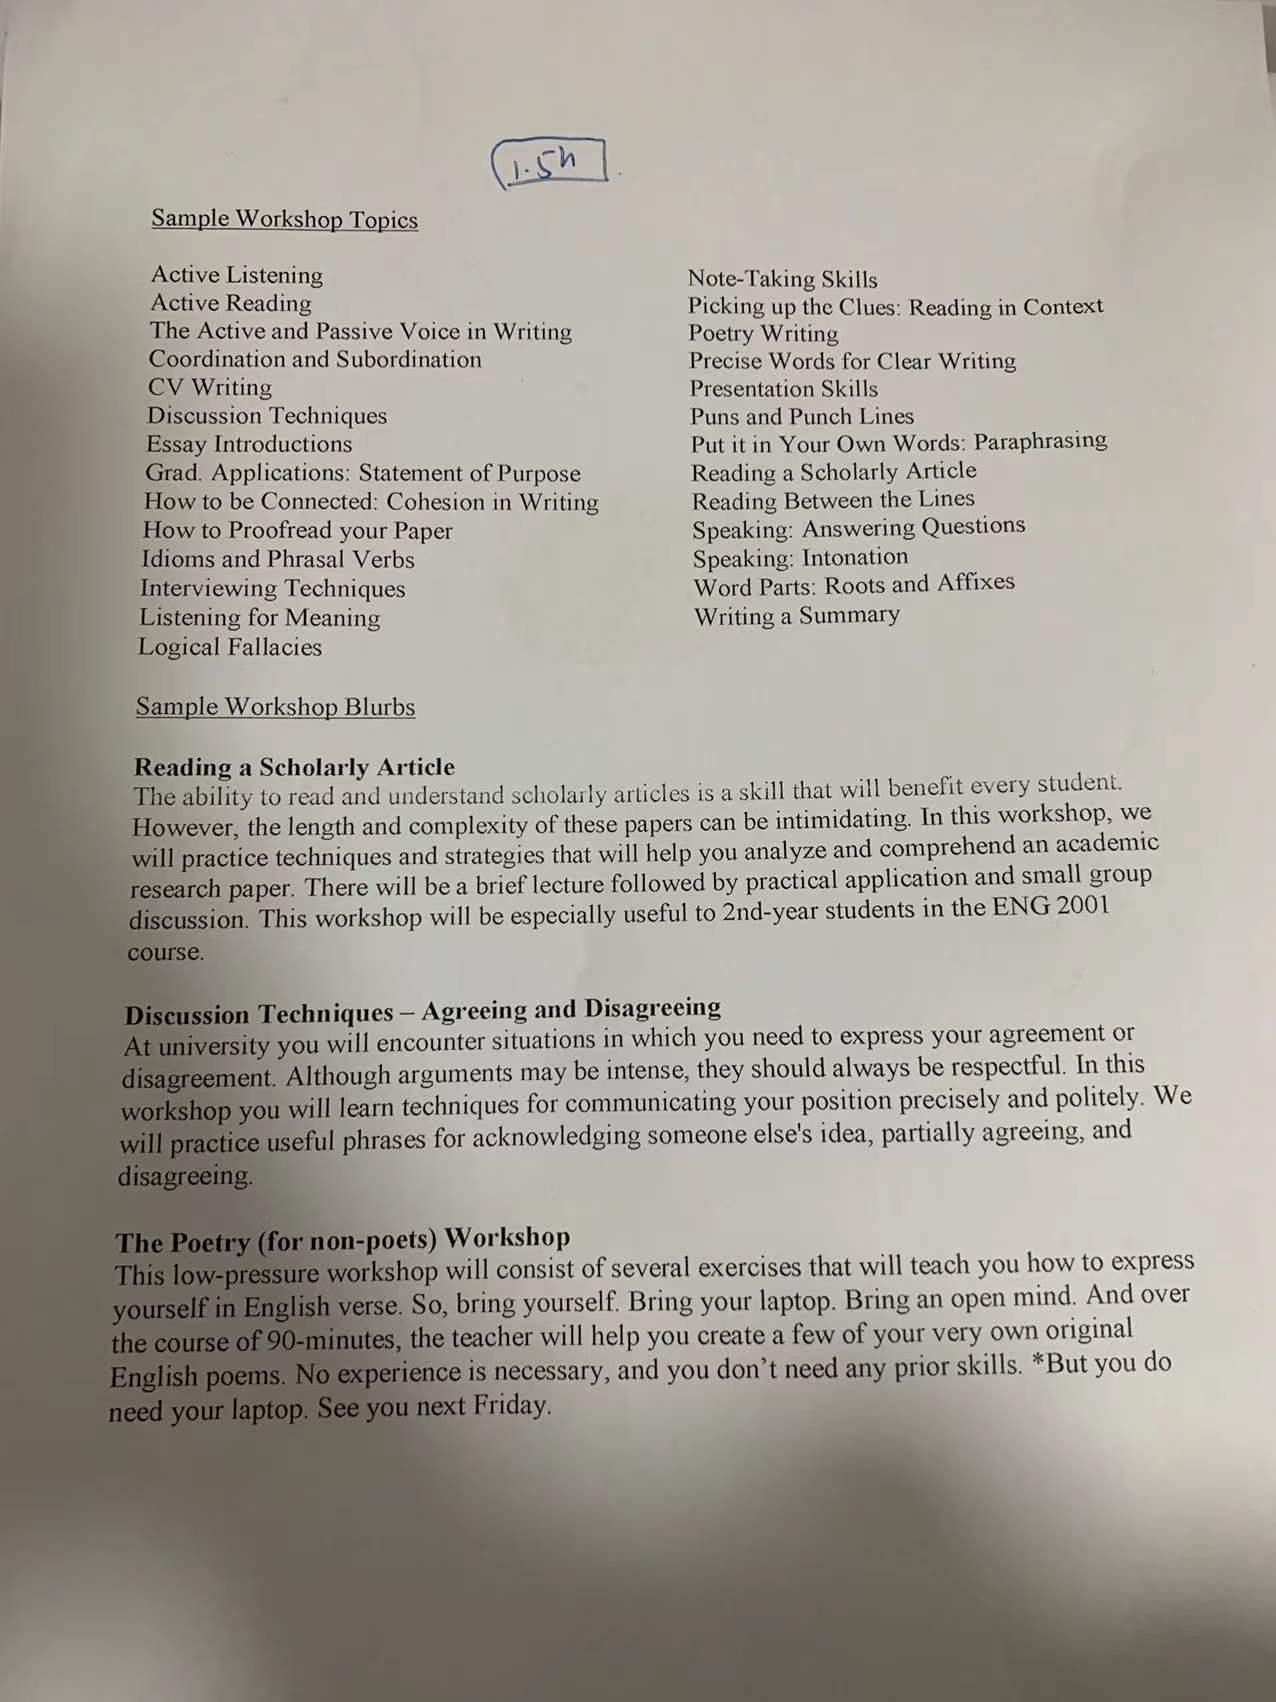 1.5h
Sample Workshop Topics
Active Listening
Active Reading
The Active and Passive Voice in Writing
Coordination and Subordination
CV Writing
Discussion Techniques
Essay Introductions
Grad. Applications: Statement of Purpose
How to be Connected: Cohesion in Writing
How to Proofread your Paper
Idioms and Phrasal Verbs
Interviewing Techniques
Listening for Meaning
Logical Fallacies
Note-Taking Skills
Picking up the Clues: Reading in Context
Poetry Writing
Precise Words for Clear Writing
Presentation Skills
Puns and Punch Lines
Put it in Your Own Words: Paraphrasing
Reading a Scholarly Article
Reading Between the Lines
Speaking: Answering Questions
Speaking: Intonation
Word Parts: Roots and Affixes
Writing a Summary
Sample Workshop Blurbs
Reading a Scholarly Article
The ability to read and understand scholarly articles is a skill that will benefit every student.
However, the length and complexity of these papers can be intimidating. In this workshop, we
will practice techniques and strategies that will help you analyze and comprehend an academic
research paper. There will be a brief lecture followed by practical application and small group
discussion. This workshop will be especially useful to 2nd-year students in the ENG 2001
course.
Discussion Techniques – Agreeing and Disagreeing
At university you will encounter situations in which you need to express your agreement or
disagreement. Although arguments may be intense, they should always be respectful. In this
workshop you will learn techniques for communicating your position precisely and politely. We
will practice useful phrases for acknowledging someone else's idea, partially agreeing, and
disagreeing.
The Poetry (for non-poets) Workshop
This low-pressure workshop will consist of several exercises that will teach you how to express
yourself in English verse. So, bring yourself. Bring your laptop. Bring an open mind. And over
the course of 90-minutes, the teacher will help you create a few of your very own original
English poems. No experience is necessary, and you don’t need any prior skills. *But you do
need your laptop. See you next Friday.